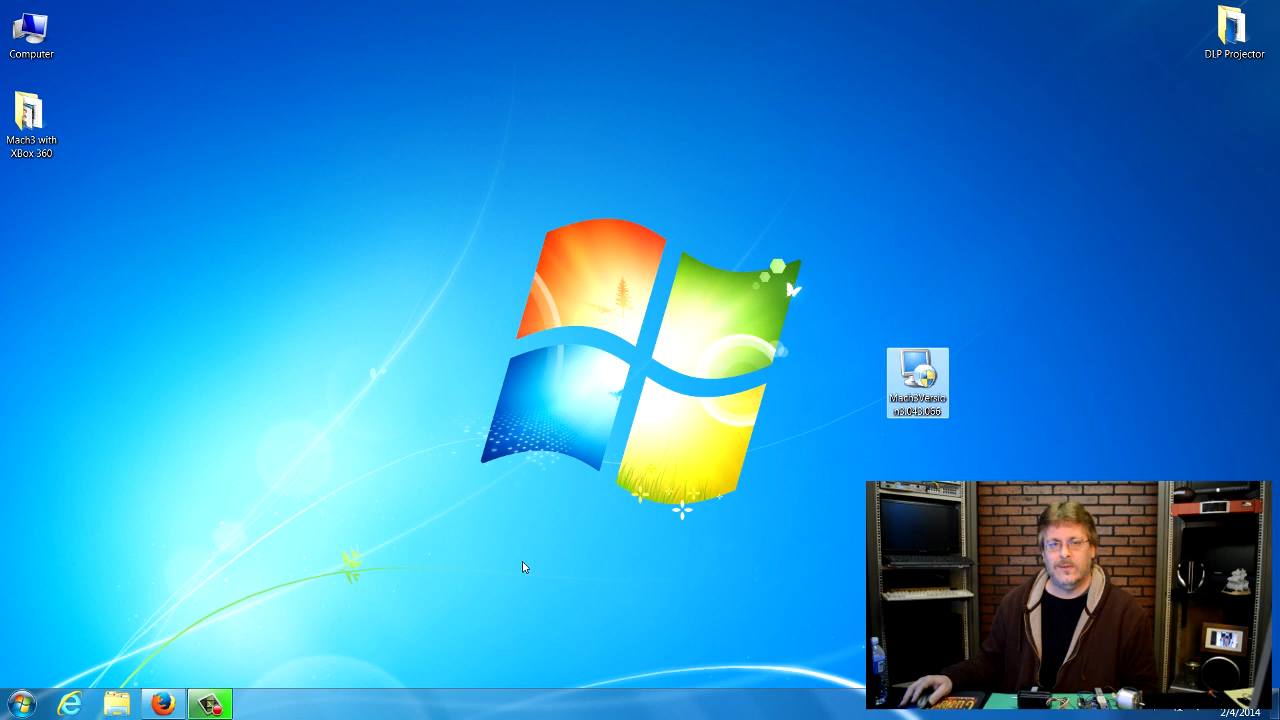 Computer
DLP Projector
Mach3 with
XBox 360
Mach3Versio
n3.043.066
2/4/2014